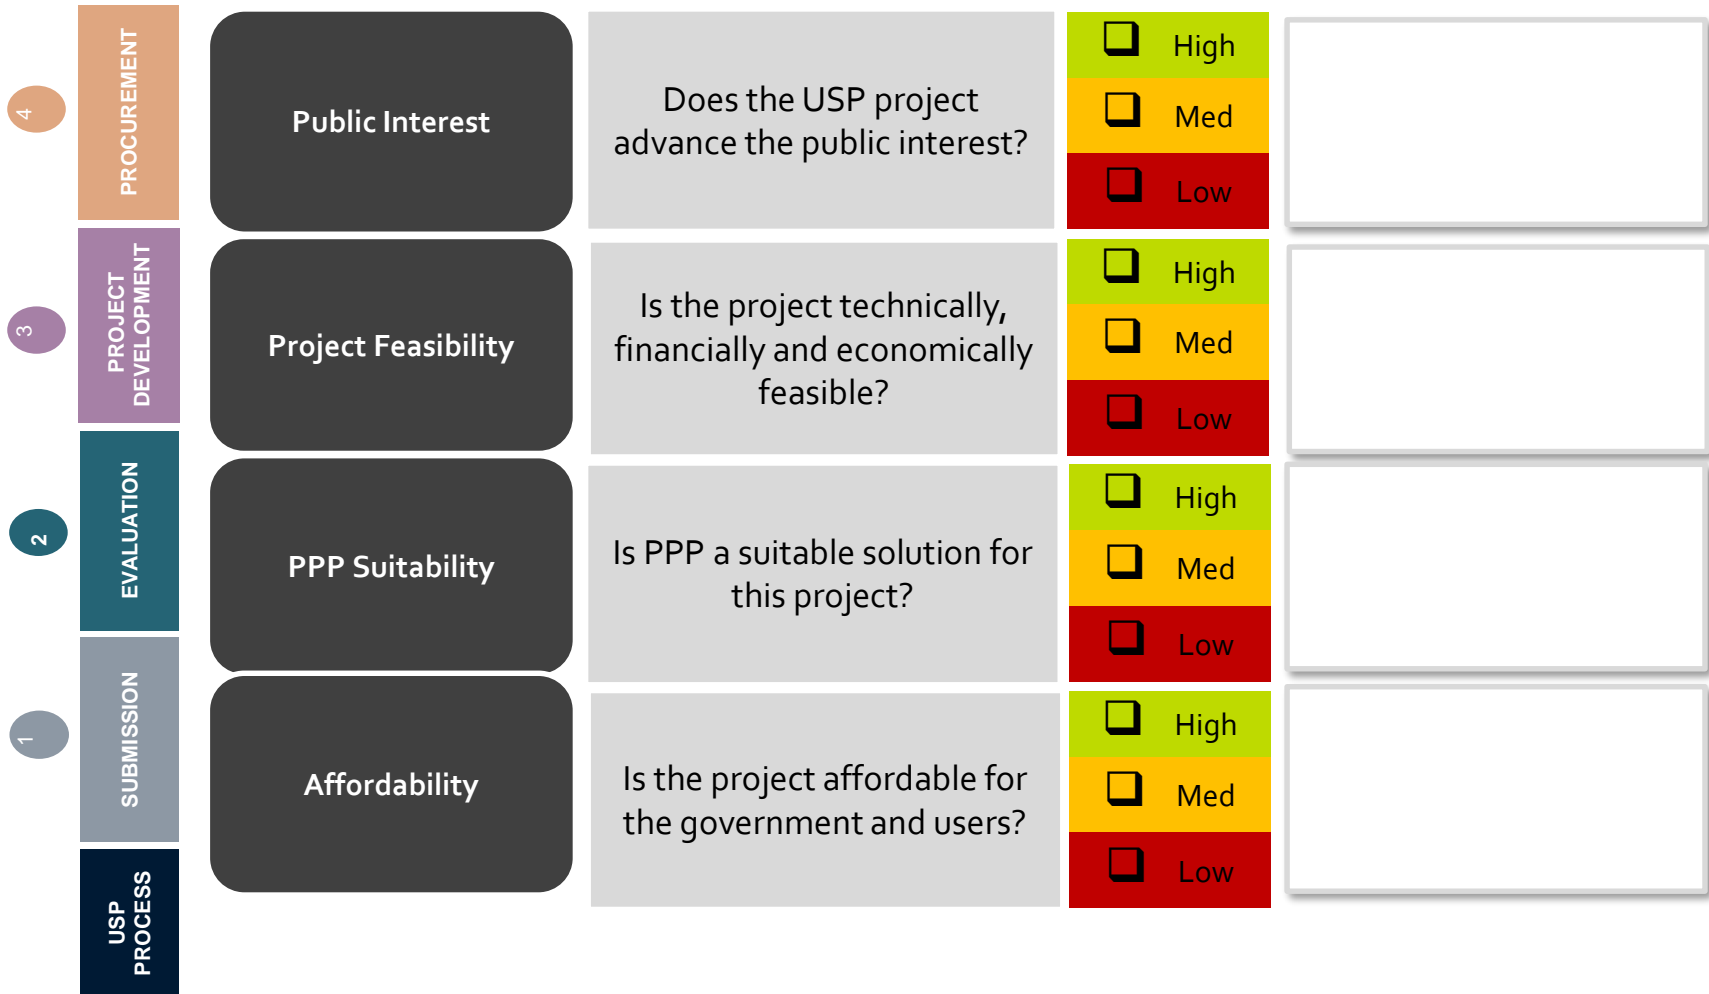 4
PROCUREMENT
3
PROJECT
DEVELOPMENT
2
EVALUATION
1
SUBMISSION
USP
PROCESS
Public Interest
Does the USP project
advance the public interest?
High
Med
Low
Project Feasibility
Is the project technically,
financially and economically
feasible?
High
Med
Low
PPP Suitability
Is PPP a suitable solution for
this project?
High
Med
Low
Affordability
Is the project affordable for
the government and users?
High
Med
Low